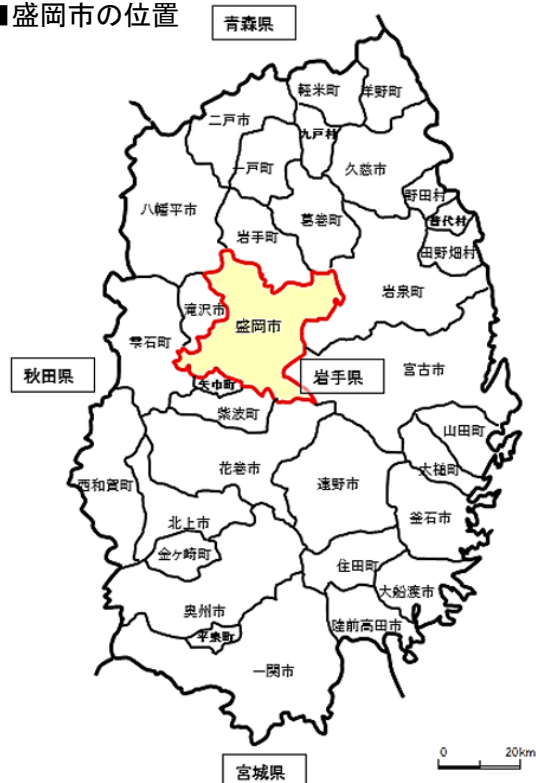 ■盛岡市の位置
青森県
軽米町
洋野町
二戸市
九戸村
一戸町
久慈市
野田村
八幡平市
葛巻町
普代村
岩手町
田野畑村
岩泉町
滝沢市
盛岡市
雫石町
秋田県
岩手県
宮古市
矢巾町
紫波町
山田町
花巻市
大槌町
西和賀町
遠野市
釜石市
北上市
金ヶ崎町
住田町
大船渡市
奥州市
陸前高田市
平泉町
一関市
0 20km
宮城県